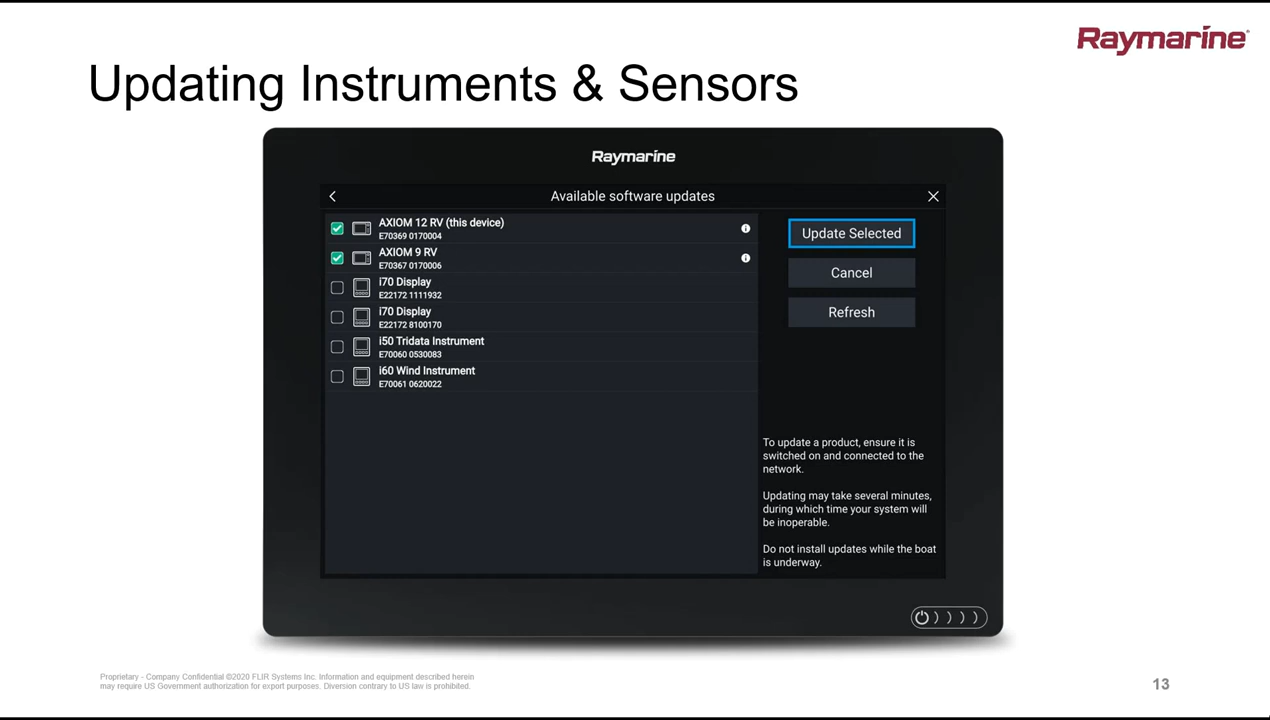 Raymarine
Updating Instruments & Sensors
Raymarine
Available software updates
AXIOM 12 RV (this device)
E70369 0170004
AXIOM 9 RV
E70367 0170006
i70 Display
E22172 1111932
i70 Display
E22172 8100170
i50 Tridata Instrument
E70060 0530083
i60 Wind Instrument
E70061 0620022
Update Selected
Cancel
Refresh
To update a product, ensure it is
switched on and connected to the
network.
Updating may take several minutes,
during which time your system will
be inoperable.
Do not install updates while the boat
is underway.
Proprietary - Company Confidential ©2020 FLIR Systems Inc. Information and equipment described herein
may require US Government authorization for export purposes. Diversion contrary to US law is prohibited.
13